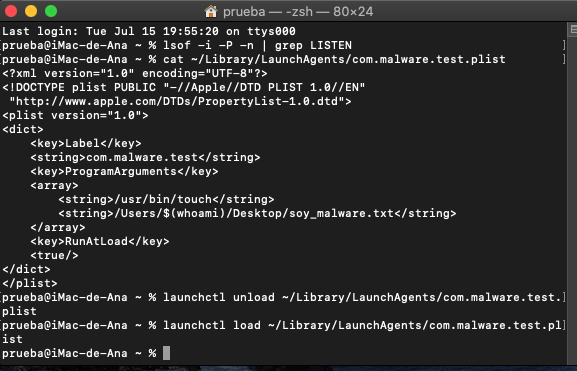 prueba — -zsh — 80×24
Last login: Tue Jul 15 19:55:20 on ttys000
[prueba@iMac-de-Ana ~ % lsof -i -P -n | grep LISTEN ]
[prueba@iMac-de-Ana ~ % cat ~/Library/LaunchAgents/com.malware.test.plist ]
<?xml version="1.0" encoding="UTF-8"?>
<!DOCTYPE plist PUBLIC "-//Apple//DTD PLIST 1.0//EN"
 "http://www.apple.com/DTDs/PropertyList-1.0.dtd">
<plist version="1.0">
<dict>
    <key>Label</key>
    <string>com.malware.test</string>
    <key>ProgramArguments</key>
    <array>
        <string>/usr/bin/touch</string>
        <string>/Users/$(whoami)/Desktop/soy_malware.txt</string>
    </array>
    <key>RunAtLoad</key>
    <true/>
</dict>
</plist>
[prueba@iMac-de-Ana ~ % launchctl unload ~/Library/LaunchAgents/com.malware.test.]
plist
[prueba@iMac-de-Ana ~ % launchctl load ~/Library/LaunchAgents/com.malware.test.pl]
ist
prueba@iMac-de-Ana ~ %